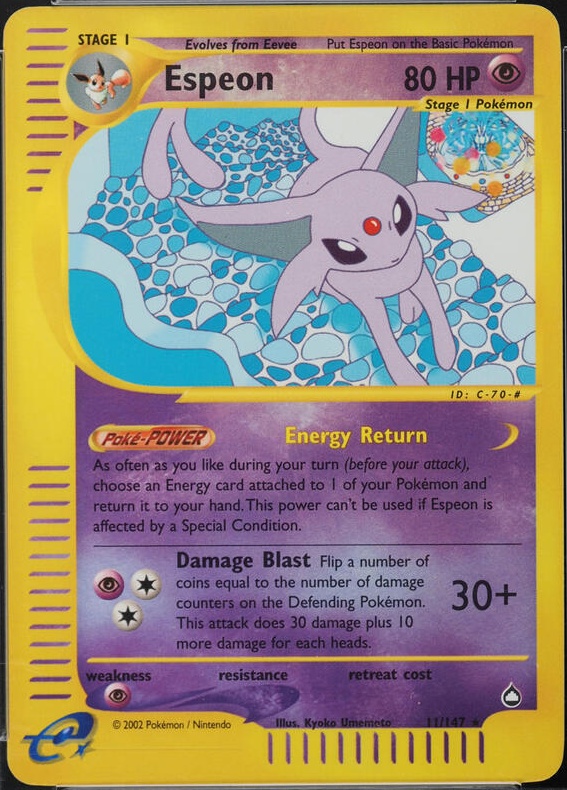 STAGE 1
Evolves from Eevee Put Espeon on the Basic Pokémon
Espeon 80 HP
Stage 1 Pokémon
ID: C-70-#
Poké-POWER Energy Return
As often as you like during your turn (before your attack),
choose an Energy card attached to 1 of your Pokémon and
return it to your hand. This power can't be used if Espeon is
affected by a Special Condition.
Damage Blast Flip a number of
coins equal to the number of damage
counters on the Defending Pokémon.
This attack does 30 damage plus 10
more damage for each heads.
30+
weakness resistance retreat cost
© 2002 Pokémon / Nintendo Illus. Kyoko Umemoto 11/147 ★
e